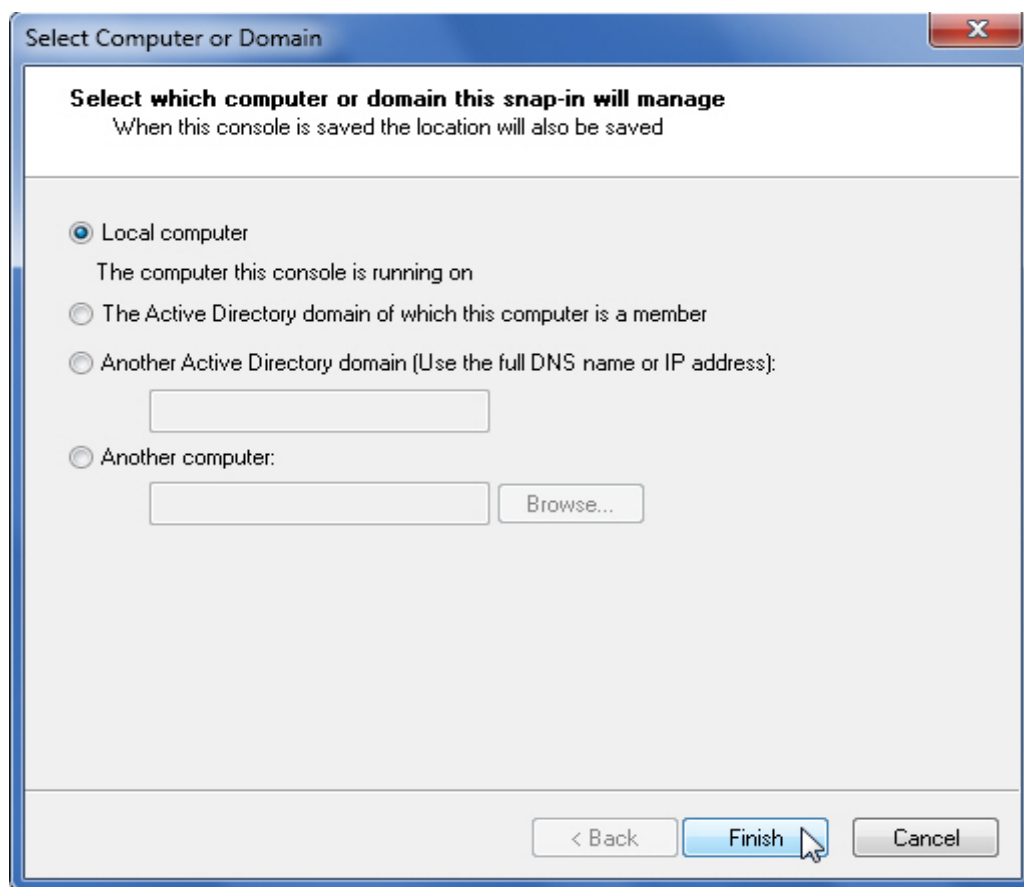 Select Computer or Domain
Select which computer or domain this snap-in will manage
When this console is saved the location will also be saved
Local computer
The computer this console is running on
The Active Directory domain of which this computer is a member
Another Active Directory domain (Use the full DNS name or IP address):
Another computer:
Browse...
< Back Finish Cancel